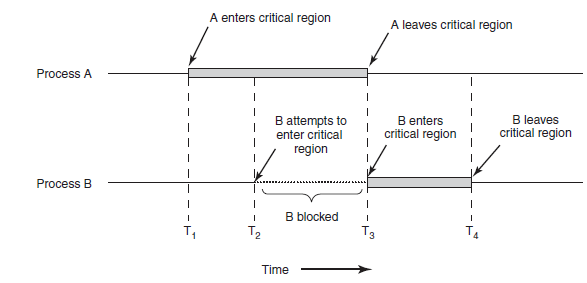 A enters critical region
A leaves critical region
Process A
B attempts to
enter critical
region
B enters
critical region
B leaves
critical region
Process B
B blocked
T1
T2
T3
T4
Time